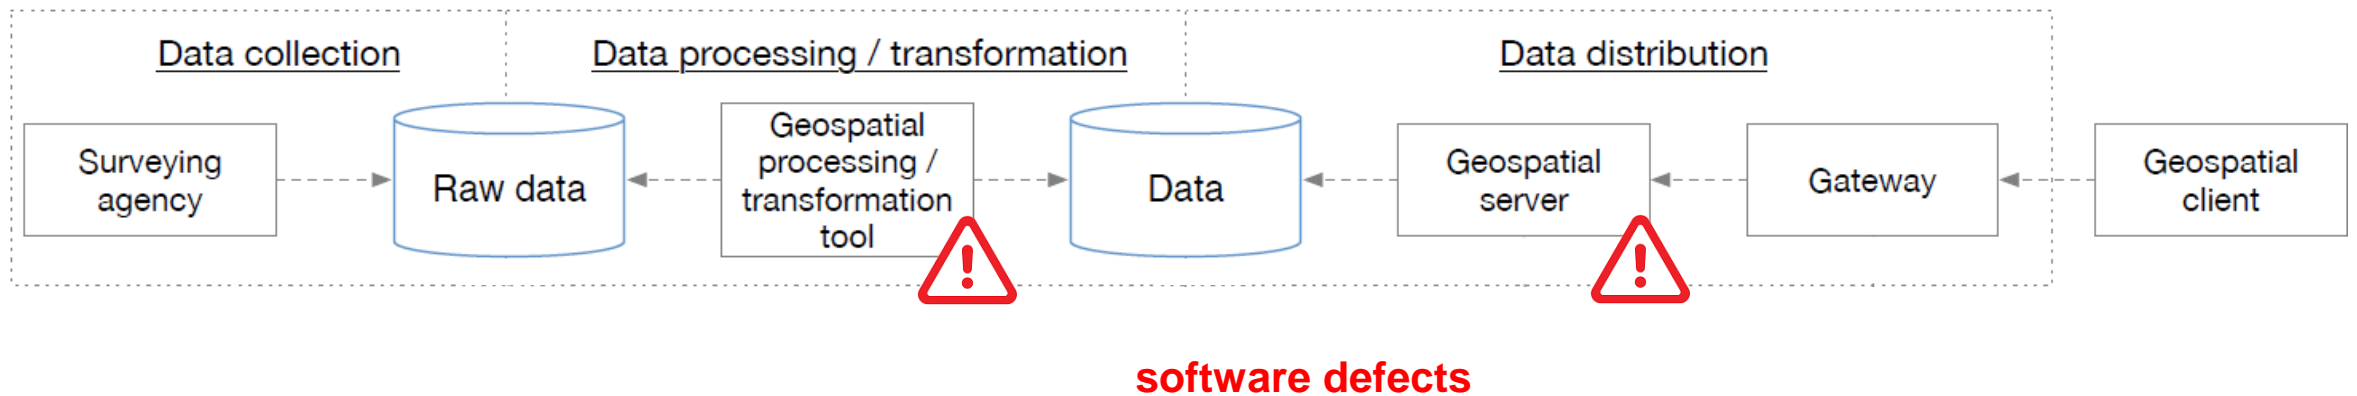 Data collection
Data processing / transformation
Data distribution
Surveying
agency
Raw data
Geospatial
processing /
transformation
tool
Data
Geospatial
server
Gateway
Geospatial
client
software defects